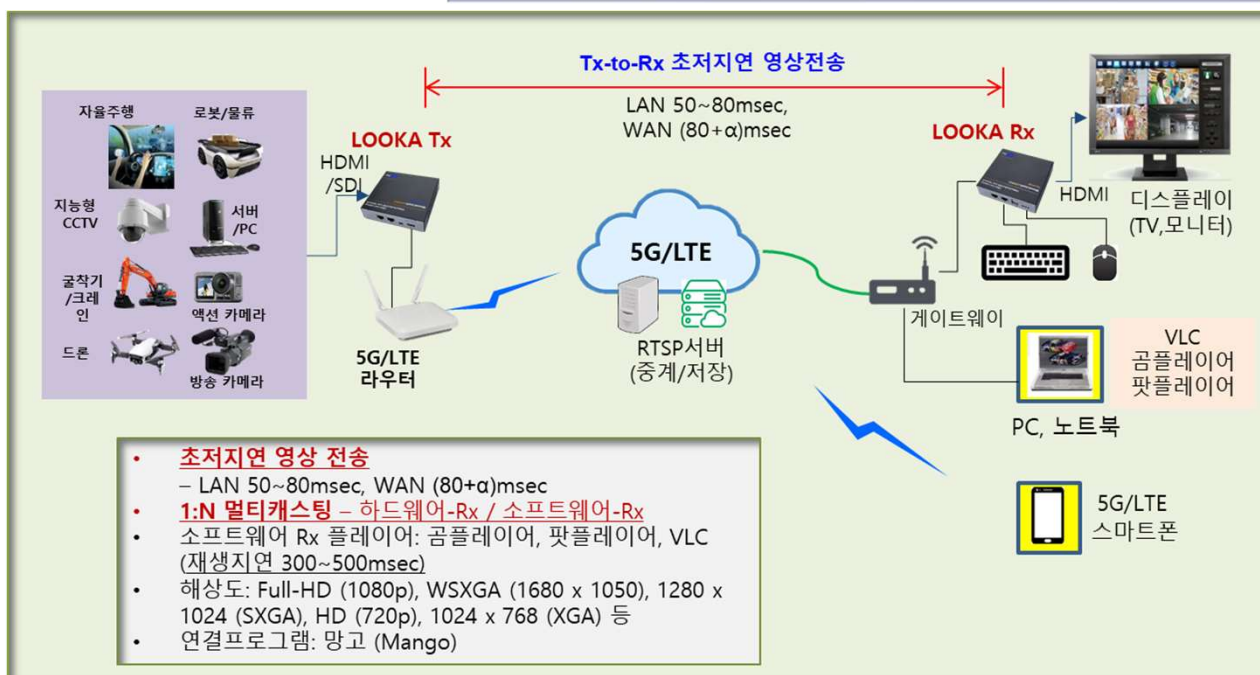 Tx-to-Rx 초저지연 영상전송
LAN 50~80msec,
WAN (80+α)msec
자율주행
로봇/물류
지능형
CCTV
서버
/PC
굴착기
/크레
인
액션 카메라
드론
방송 카메라
HDMI
/SDI
LOOKA Tx
5G/LTE
라우터
5G/LTE
RTSP서버
(중계/저장)
LOOKA Rx
HDMI
디스플레이
(TV,모니터)
게이트웨이
VLC
곰플레이어
팟플레이어
PC, 노트북
5G/LTE
스마트폰
• 초저지연 영상 전송
– LAN 50~80msec, WAN (80+α)msec
• 1:N 멀티캐스팅 – 하드웨어-Rx / 소프트웨어-Rx
• 소프트웨어 Rx 플레이어: 곰플레이어, 팟플레이어, VLC
(재생지연 300~500msec)
• 해상도: Full-HD (1080p), WSXGA (1680 x 1050), 1280 x
1024 (SXGA), HD (720p), 1024 x 768 (XGA) 등
• 연결프로그램: 망고 (Mango)